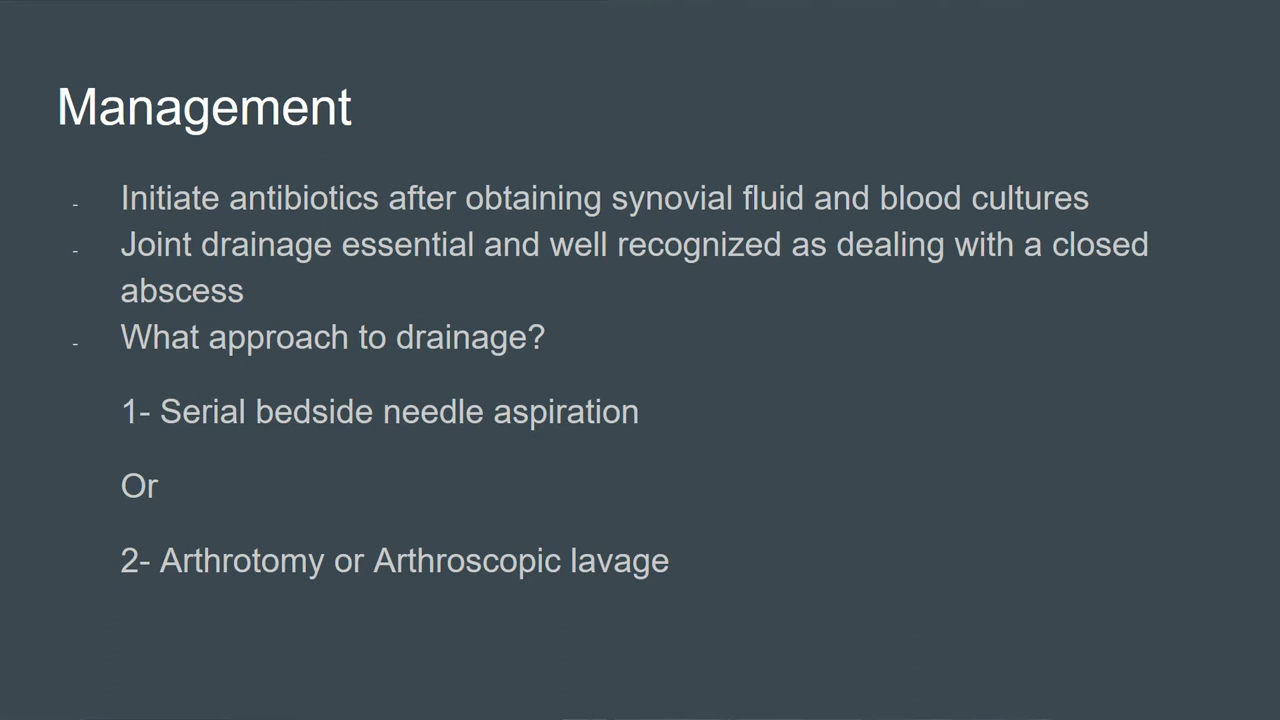 Management
- Initiate antibiotics after obtaining synovial fluid and blood cultures
- Joint drainage essential and well recognized as dealing with a closed
abscess
- What approach to drainage?
1- Serial bedside needle aspiration
Or
2- Arthrotomy or Arthroscopic lavage